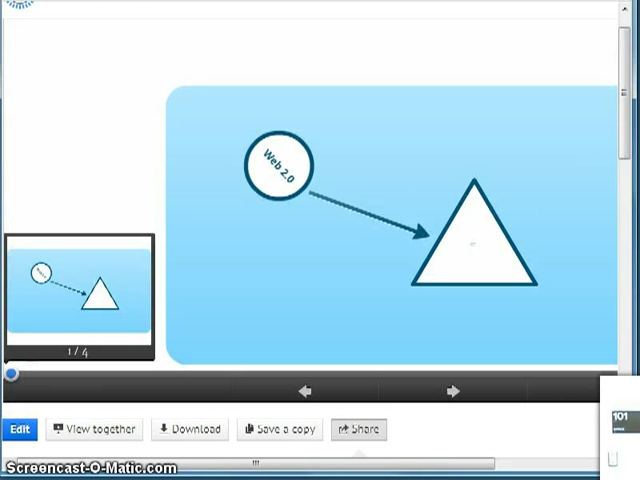 Web 2.0
1 / 4
Edit
View together
Download
Save a copy
Share
101
Screencast-O-Matic.com